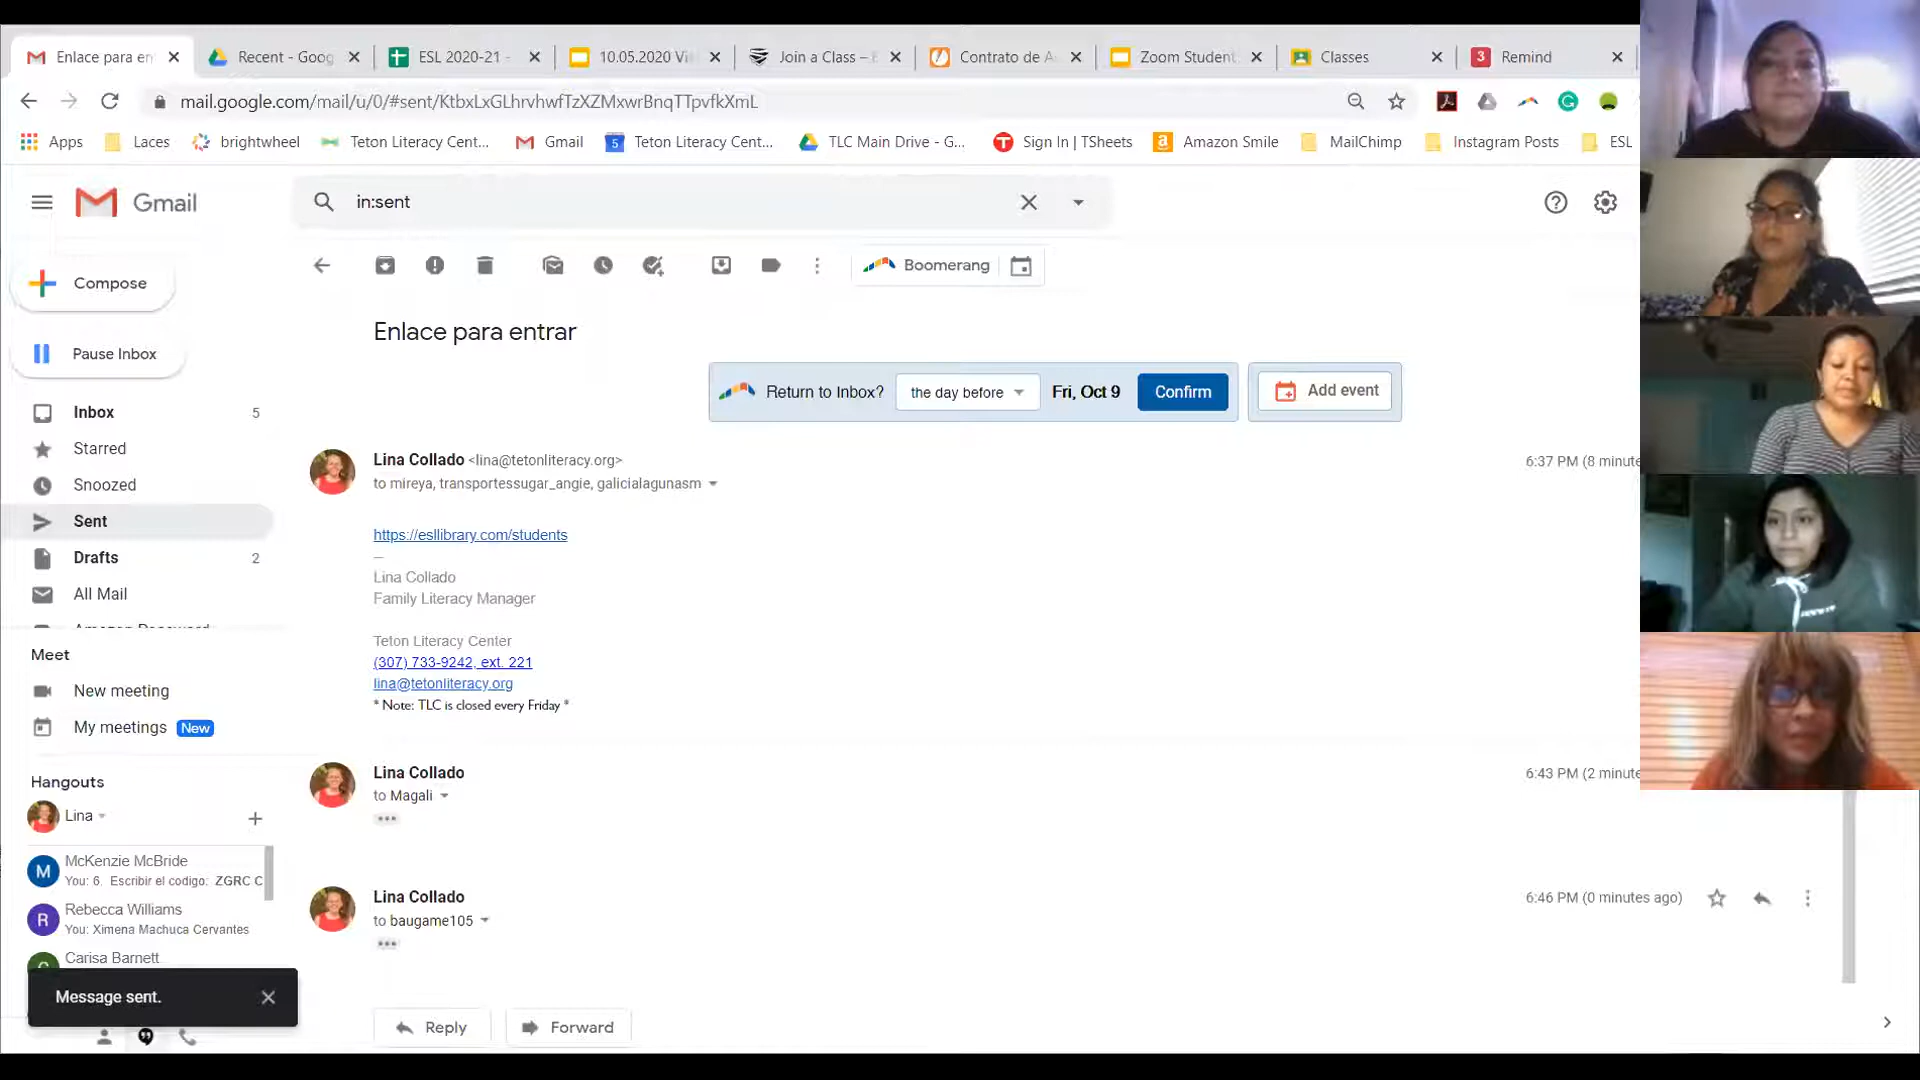 Enlace para en
Recent - Goog
ESL 2020-21 -
10.05.2020 Vi
Join a Class – E
Contrato de A
Zoom Student
Classes
3 Remind
mail.google.com/mail/u/0/#sent/KtbxLxGLhrvhwfTzXZMxwrBnqTTpvfkXmL
Apps
Laces
brightwheel
Teton Literacy Cent...
Gmail
5 Teton Literacy Cent...
TLC Main Drive - G...
Sign In | TSheets
Amazon Smile
MailChimp
Instagram Posts
ESL
Gmail
in:sent
Compose
Boomerang
Enlace para entrar
Pause Inbox
Return to Inbox? the day before Fri, Oct 9 Confirm
Add event
Inbox 5
Starred
Snoozed
Sent
Drafts 2
All Mail
Lina Collado <lina@tetonliteracy.org>
6:37 PM (8 minute
to mireya, transportessugar_angie, galicialagunasm
https://esllibrary.com/students
–
Lina Collado
Family Literacy Manager
Teton Literacy Center
(307) 733-9242, ext. 221
lina@tetonliteracy.org
* Note: TLC is closed every Friday *
Meet
New meeting
My meetings New
Hangouts
Lina
M McKenzie McBride
You: 6. Escribir el codigo: ZGRC C
R Rebecca Williams
You: Ximena Machuca Cervantes
Carisa Barnett
Message sent.
Lina Collado
6:43 PM (2 minute
to Magali
Lina Collado
6:46 PM (0 minutes ago)
to baugame105
Reply
Forward